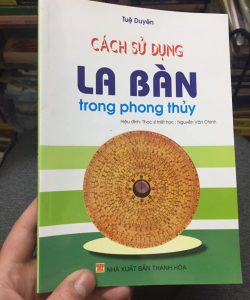 Tuệ Duyên
CÁCH SỬ DỤNG
LA BÀN
trong phong thủy
Hiệu đính: Thạc sĩ triết học: Nguyễn Văn Chinh
NHÀ XUẤT BẢN THANH HÓA